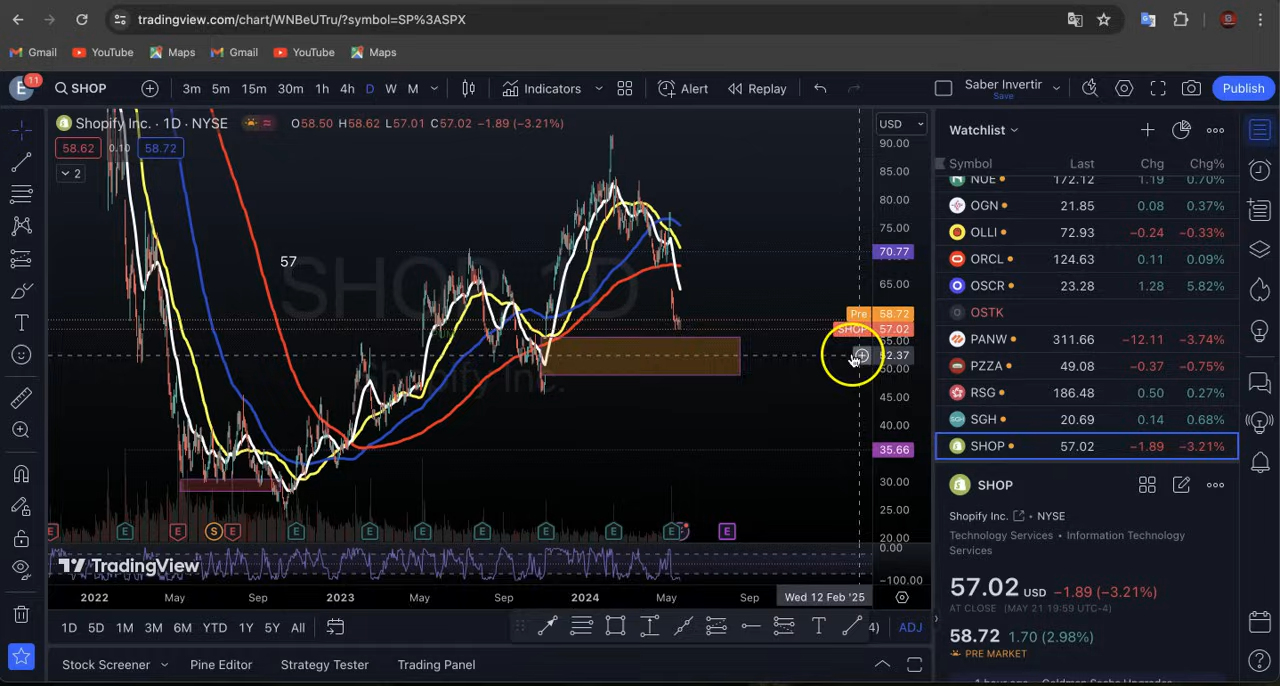 tradingview.com/chart/WNBeUTru/?symbol=SP%3ASPX
Gmail YouTube Maps Gmail YouTube Maps
E 11 SHOP 3m 5m 15m 30m 1h 4h D W M Indicators Alert Replay Saber Invertir Save Publish
Shopify Inc. · 1D · NYSE O58.50 H58.62 L57.01 C57.02 −1.89 (−3.21%) USD
58.62 0.10 58.72
2
90.00
85.00
80.00
75.00
70.77
65.00
Pre 58.72
SHOP 57.02
55.00
52.37
50.00
45.00
40.00
35.66
30.00
25.00
20.00
0.00
−100.00
57
SHOP 1D
Shopify Inc.
E E E S E E E E E E E E E
TradingView
2022 May Sep 2023 May Sep 2024 May Sep Wed 12 Feb '25
1D 5D 1M 3M 6M YTD 1Y 5Y All 4) ADJ
Stock Screener Pine Editor Strategy Tester Trading Panel
Watchlist
Symbol Last Chg Chg%
NUE 172.12 1.19 0.70%
OGN 21.85 0.08 0.37%
OLLI 72.93 −0.24 −0.33%
ORCL 124.63 0.11 0.09%
OSCR 23.28 1.28 5.82%
OSTK
PANW 311.66 −12.11 −3.74%
PZZA 49.08 −0.37 −0.75%
RSG 186.48 0.50 0.27%
SGH 20.69 0.14 0.68%
SHOP 57.02 −1.89 −3.21%
SHOP
Shopify Inc. • NYSE
Technology Services • Information Technology
Services
57.02 USD −1.89 (−3.21%)
AT CLOSE (MAY 21 19:59 UTC-4)
58.72 1.70 (2.98%)
PRE MARKET